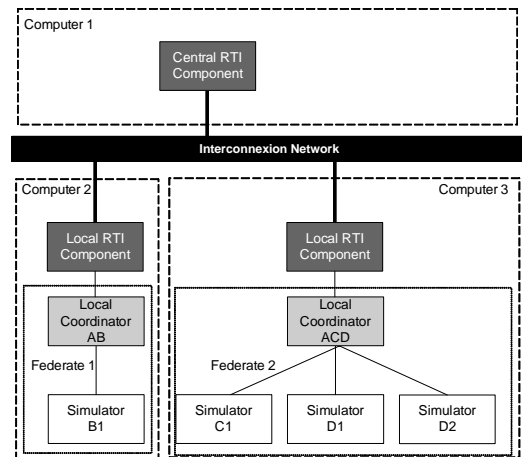 Computer 1
Central RTI
Component
Interconnexion Network
Computer 2
Computer 3
Local RTI
Component
Local RTI
Component
Local
Coordinator
AB
Local
Coordinator
ACD
Federate 1
Federate 2
Simulator
B1
Simulator
C1
Simulator
D1
Simulator
D2